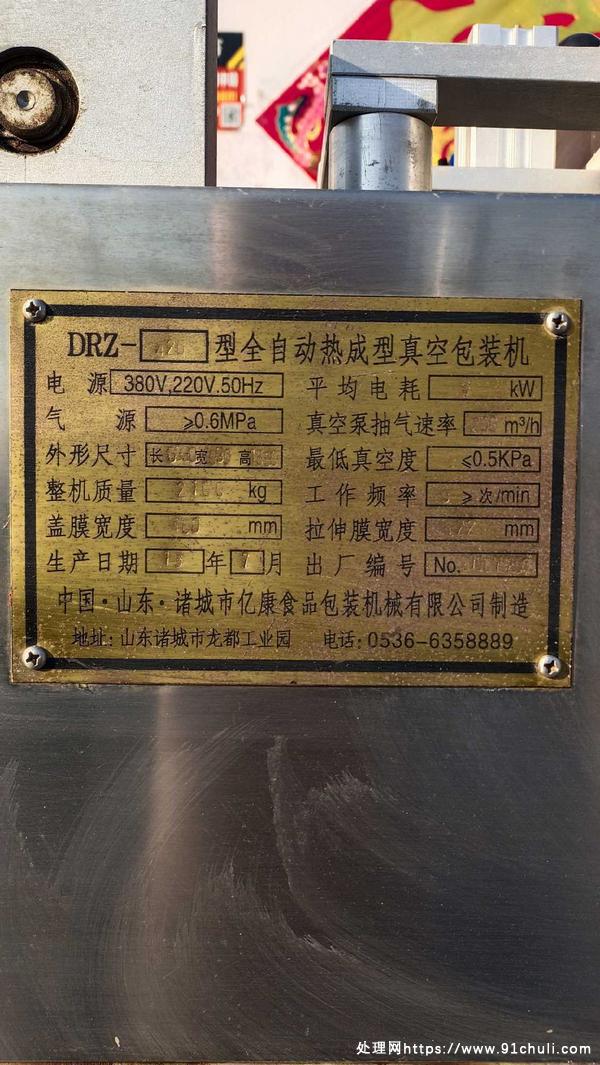 DRZ- 420 型全自动热成型真空包装机
电 源 380V,220V.50Hz 平均电耗 kW
气 源 ≥0.6MPa 真空泵抽气速率 m³/h
外形尺寸 长 宽 高 最低真空度 ≤0.5KPa
整机质量 2100 kg 工作频率 ≥次/min
盖膜宽度 mm 拉伸膜宽度 422 mm
生产日期 15 年 7 月 出厂编号 No.
中国·山东·诸城市亿康食品包装机械有限公司制造
地址: 山东诸城市龙都工业园 电话: 0536-6358889
处理网https://www.91chuli.com